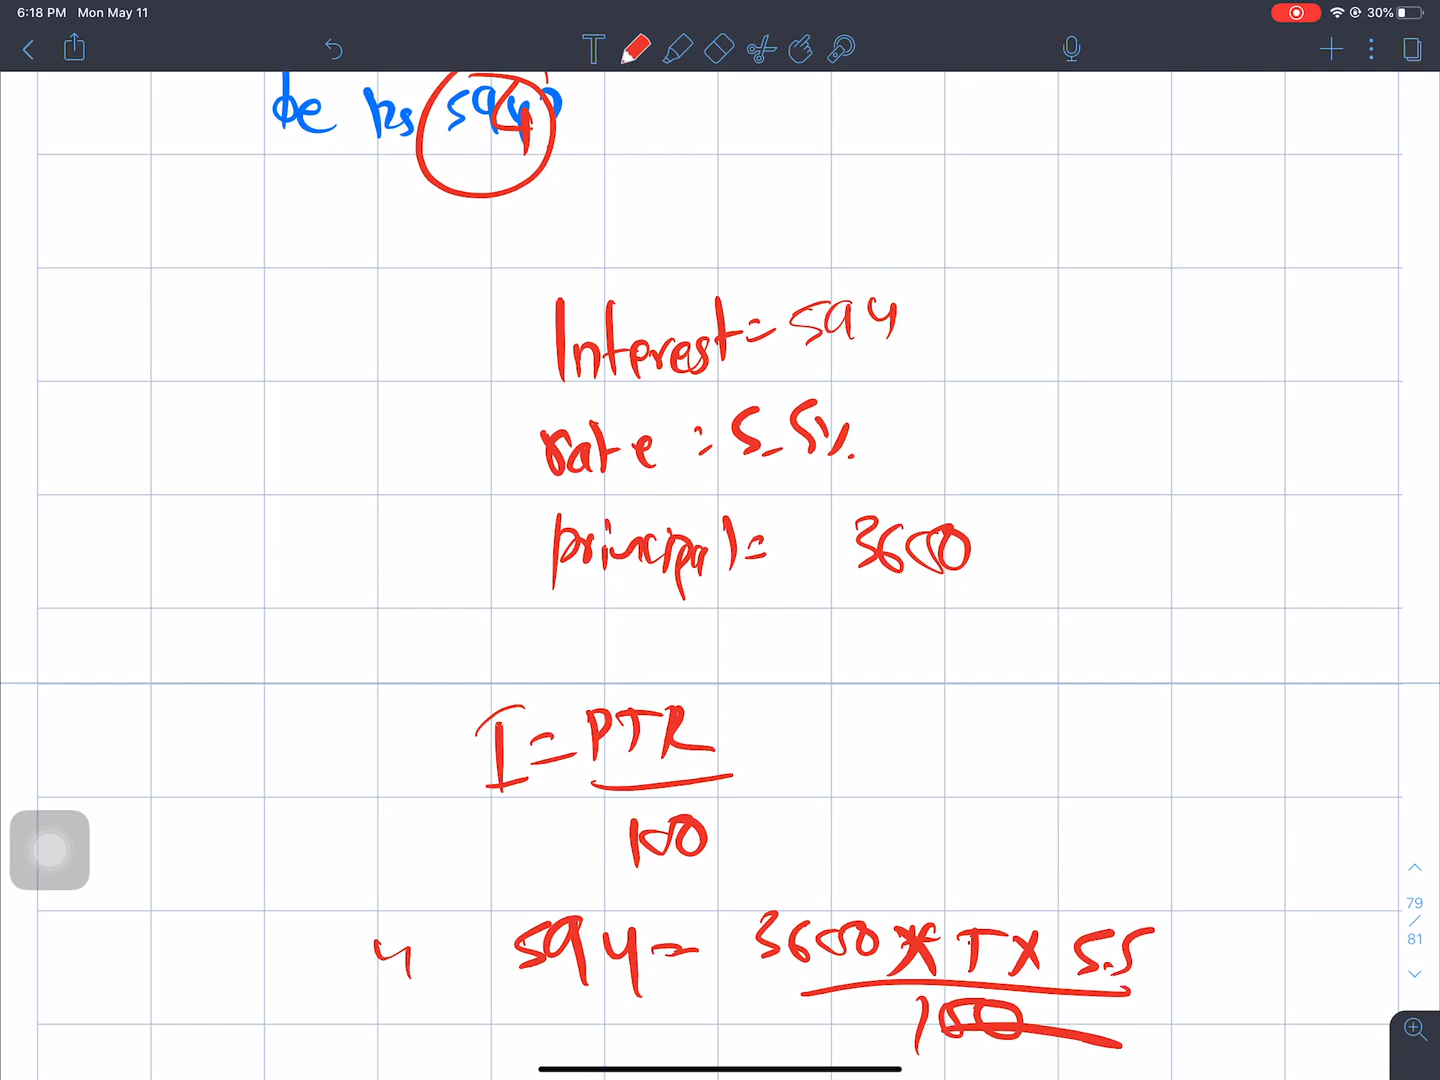 6:18 PM Mon May 11 30%
be Rs 594?
Interest = 594
rate = 5.5%.
principal = 3600
I = PTR
100
79
/
81
4 594 = 3600 × T × 5.5
100